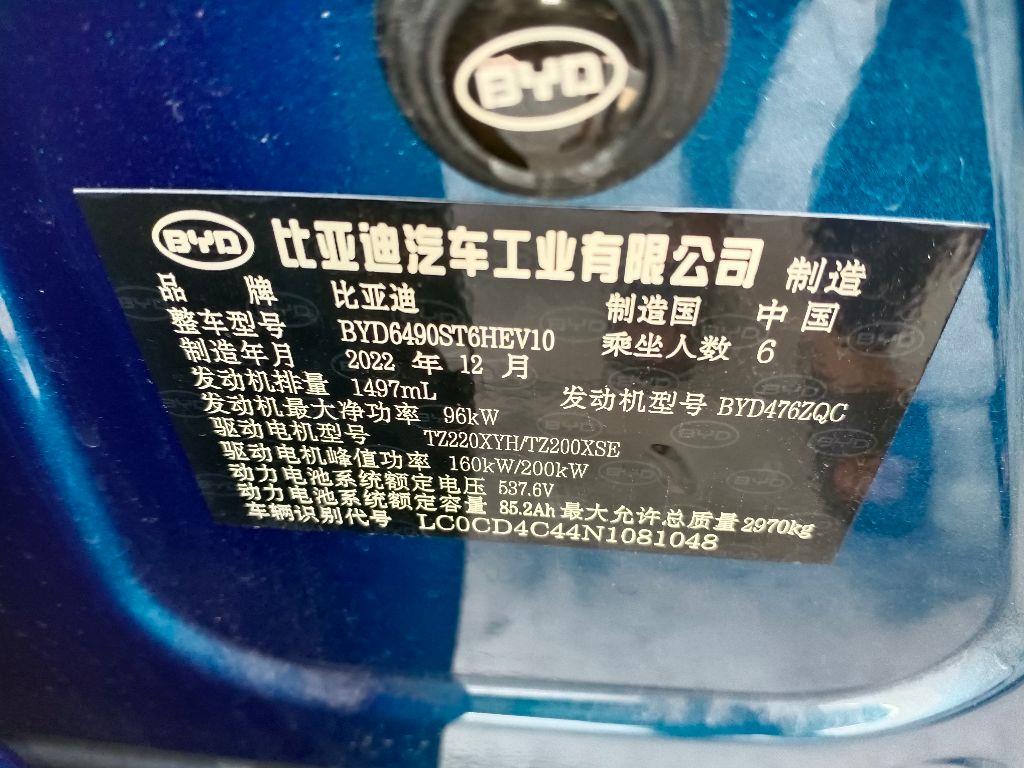 BYD
BYD 比亚迪汽车工业有限公司 制造
品 牌 比亚迪 制造国 中国
整车型号 BYD6490ST6HEV10 乘坐人数 6
制造年月 2022 年 12 月
发动机排量 1497mL 发动机型号 BYD476ZQC
发动机最大净功率 96kW
驱动电机型号 TZ220XYH/TZ200XSE
驱动电机峰值功率 160kW/200kW
动力电池系统额定电压 537.6V
动力电池系统额定容量 85.2Ah 最大允许总质量 2970kg
车辆识别代号 LC0CD4C44N1081048